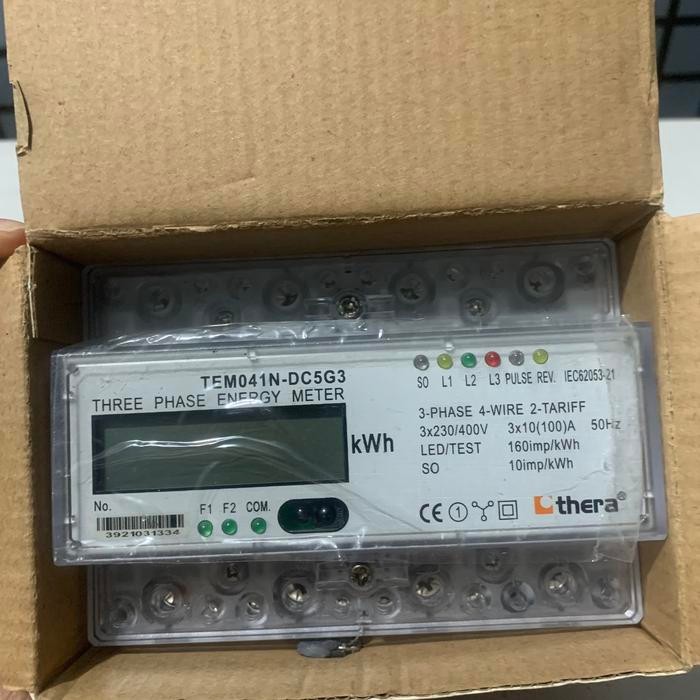 TEM041N-DC5G3
THREE PHASE ENERGY METER
kWh
No.
3921031334
F1 F2 COM.
SO L1 L2 L3 PULSE REV. IEC62053-21
3-PHASE 4-WIRE 2-TARIFF
3x230/400V 3x10(100)A 50Hz
LED/TEST 160imp/kWh
SO 10imp/kWh
CE 1 thera®